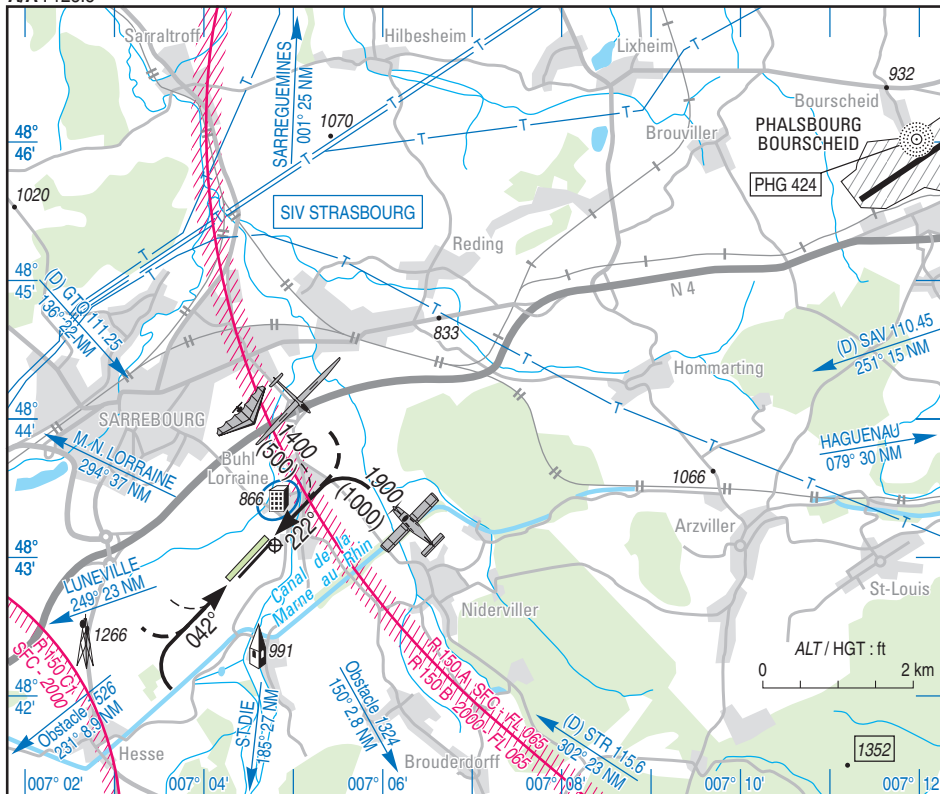 Sarraltroff
Hilbesheim
Lixheim
932
Bourscheid
SARREGUEMINES
001° 25 NM
1070
Brouviller
PHALSBOURG
BOURSCHEID
48°
46'
PHG 424
1020
SIV STRASBOURG
Reding
48°
45'
(D) GTQ 111.25
136° 22 NM
N 4
833
(D) SAV 110.45
251° 15 NM
Hommarting
48°
44'
SARREBOURG
M.-N. LORRAINE
294° 37 NM
1400
(500)
HAGUENAU
079° 30 NM
Buhl
Lorraine
866
1900
(1000)
1066
222°
Arzviller
48°
43'
Canal de la
Marne au Rhin
LUNEVILLE
249° 23 NM
St-Louis
Niderviller
042°
1266
991
R 150 C1
SFC - 2000
R 150 A SFC - FL 065
R 150 B 2000 - FL 065
ALT / HGT : ft
0 2 km
48°
42'
Obstacle 1526
231° 8.9 NM
ST DIE
185° 27 NM
Obstacle 1324
150° 2.8 NM
(D) STR 115.6
302° 23 NM
Hesse
Brouderdorff
1352
007° 02'
007° 04'
007° 06'
007° 08'
007° 10'
007° 12'